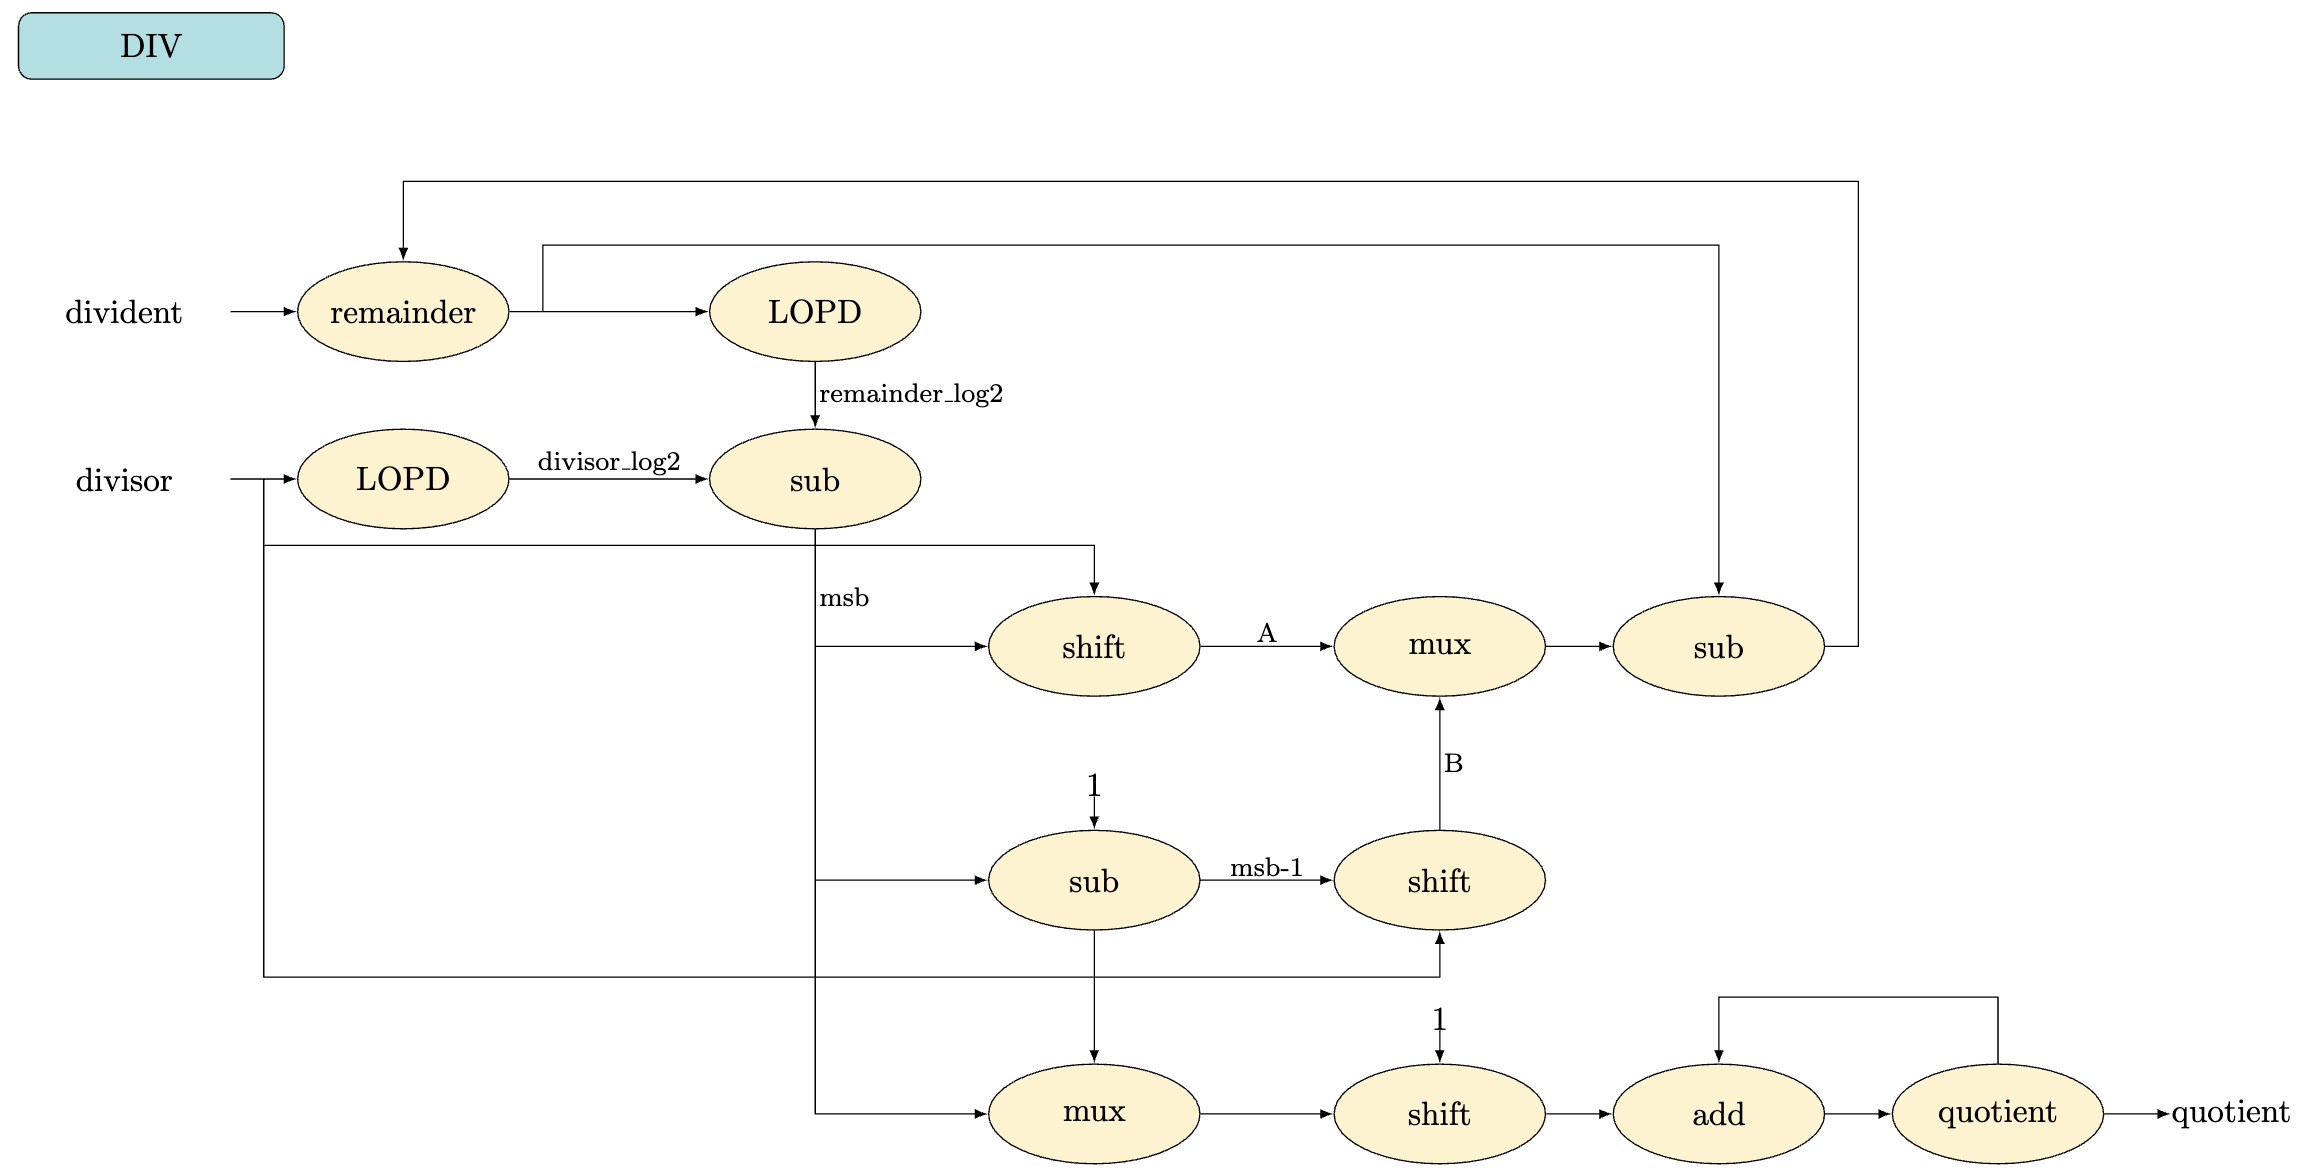 DIV
divident
remainder
LOPD
remainder_log2
divisor
LOPD
divisor_log2
sub
msb
shift
A
mux
sub
B
1
sub
msb-1
shift
1
mux
shift
add
quotient
quotient